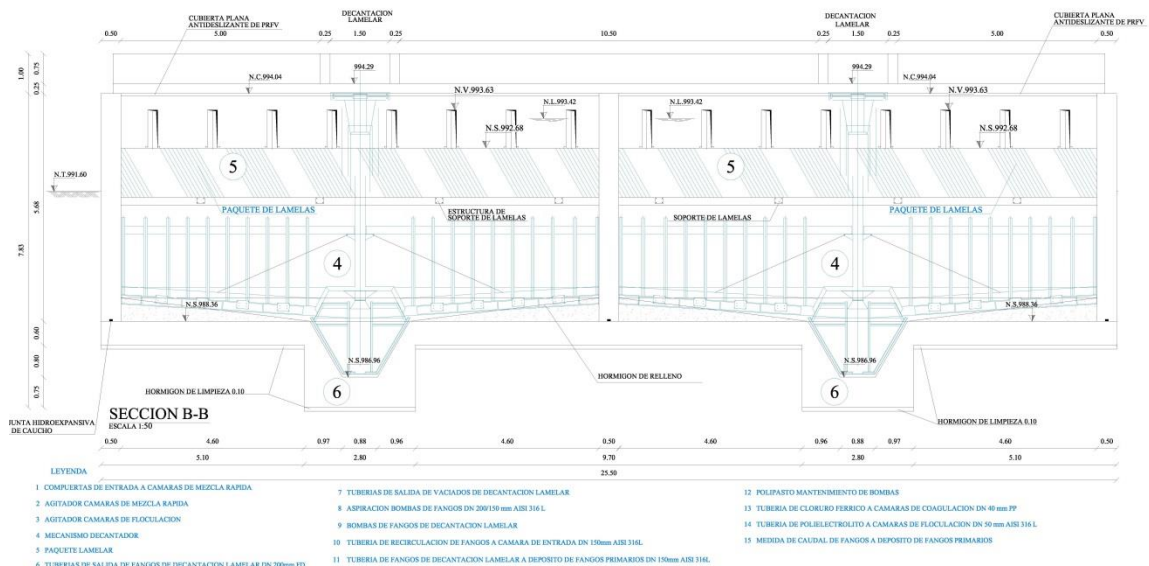 CUBIERTA PLANA
ANTIDESLIZANTE DE PRFV
DECANTACION
LAMELAR
DECANTACION
LAMELAR
CUBIERTA PLANA
ANTIDESLIZANTE DE PRFV
0.50 5.00 0.25 1.50 0.25 10.50 0.25 1.50 0.25 5.00 0.50
1.00 0.75 0.25
N.C.994.04
994.29
N.V.993.63
N.L.993.42
N.L.993.42
994.29
N.C.994.04
N.V.993.63
N.S.992.68
N.S.992.68
5 5
N.T.991.60
PAQUETE DE LAMELAS
ESTRUCTURA DE
SOPORTE DE LAMELAS
SOPORTE DE LAMELAS
PAQUETE DE LAMELAS
5.68
7.83
4 4
N.S.988.36
N.S.988.36
0.60
0.80
0.75
N.S.986.96
N.S.986.96
HORMIGON DE LIMPIEZA 0.10
HORMIGON DE RELLENO
6 6
HORMIGON DE LIMPIEZA 0.10
JUNTA HIDROEXPANSIVA
DE CAUCHO
SECCION B-B
ESCALA 1:50
0.50 4.60 0.97 0.88 0.96 4.60 0.50 4.60 0.96 0.88 0.97 4.60 0.50
5.10 2.80 9.70 2.80 5.10
25.50
LEYENDA
1 COMPUERTAS DE ENTRADA A CAMARAS DE MEZCLA RAPIDA
2 AGITADOR CAMARAS DE MEZCLA RAPIDA
3 AGITADOR CAMARAS DE FLOCULACION
4 MECANISMO DECANTADOR
5 PAQUETE LAMELAR
6 TUBERIAS DE SALIDA DE FANGOS DE DECANTACION LAMELAR DN 200mm FD
7 TUBERIAS DE SALIDA DE VACIADOS DE DECANTACION LAMELAR
8 ASPIRACION BOMBAS DE FANGOS DN 200/150 mm AISI 316 L
9 BOMBAS DE FANGOS DE DECANTACION LAMELAR
10 TUBERIA DE RECIRCULACION DE FANGOS A CAMARA DE ENTRADA DN 150mm AISI 316L
11 TUBERIA DE FANGOS DE DECANTACION LAMELAR A DEPOSITO DE FANGOS PRIMARIOS DN 150mm AISI 316L
12 POLIPASTO MANTENIMIENTO DE BOMBAS
13 TUBERIA DE CLORURO FERRICO A CAMARAS DE COAGULACION DN 40 mm PP
14 TUBERIA DE POLIELECTROLITO A CAMARAS DE FLOCULACION DN 50 mm AISI 316 L
15 MEDIDA DE CAUDAL DE FANGOS A DEPOSITO DE FANGOS PRIMARIOS